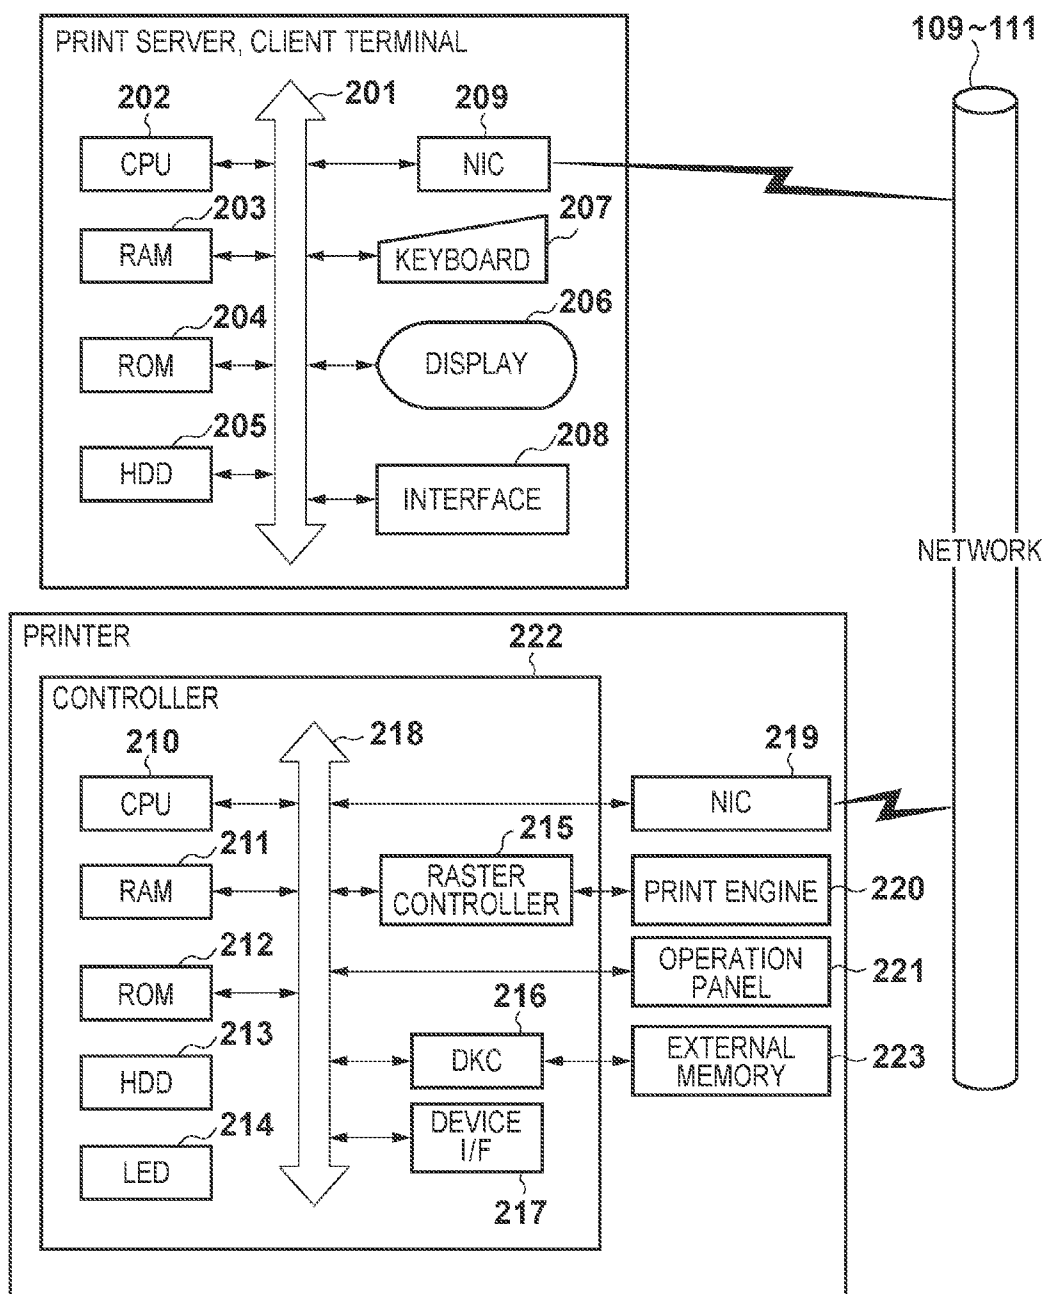 109~111
PRINT SERVER, CLIENT TERMINAL
201
202
209
CPU
NIC
203
207
RAM
KEYBOARD
204
206
ROM
DISPLAY
205
208
HDD
INTERFACE
NETWORK
PRINTER
222
CONTROLLER
210
218
219
CPU
NIC
211
215
RAM
RASTER
CONTROLLER
PRINT ENGINE
220
212
ROM
OPERATION
PANEL
221
213
216
HDD
DKC
EXTERNAL
MEMORY
223
214
LED
DEVICE
I/F
217